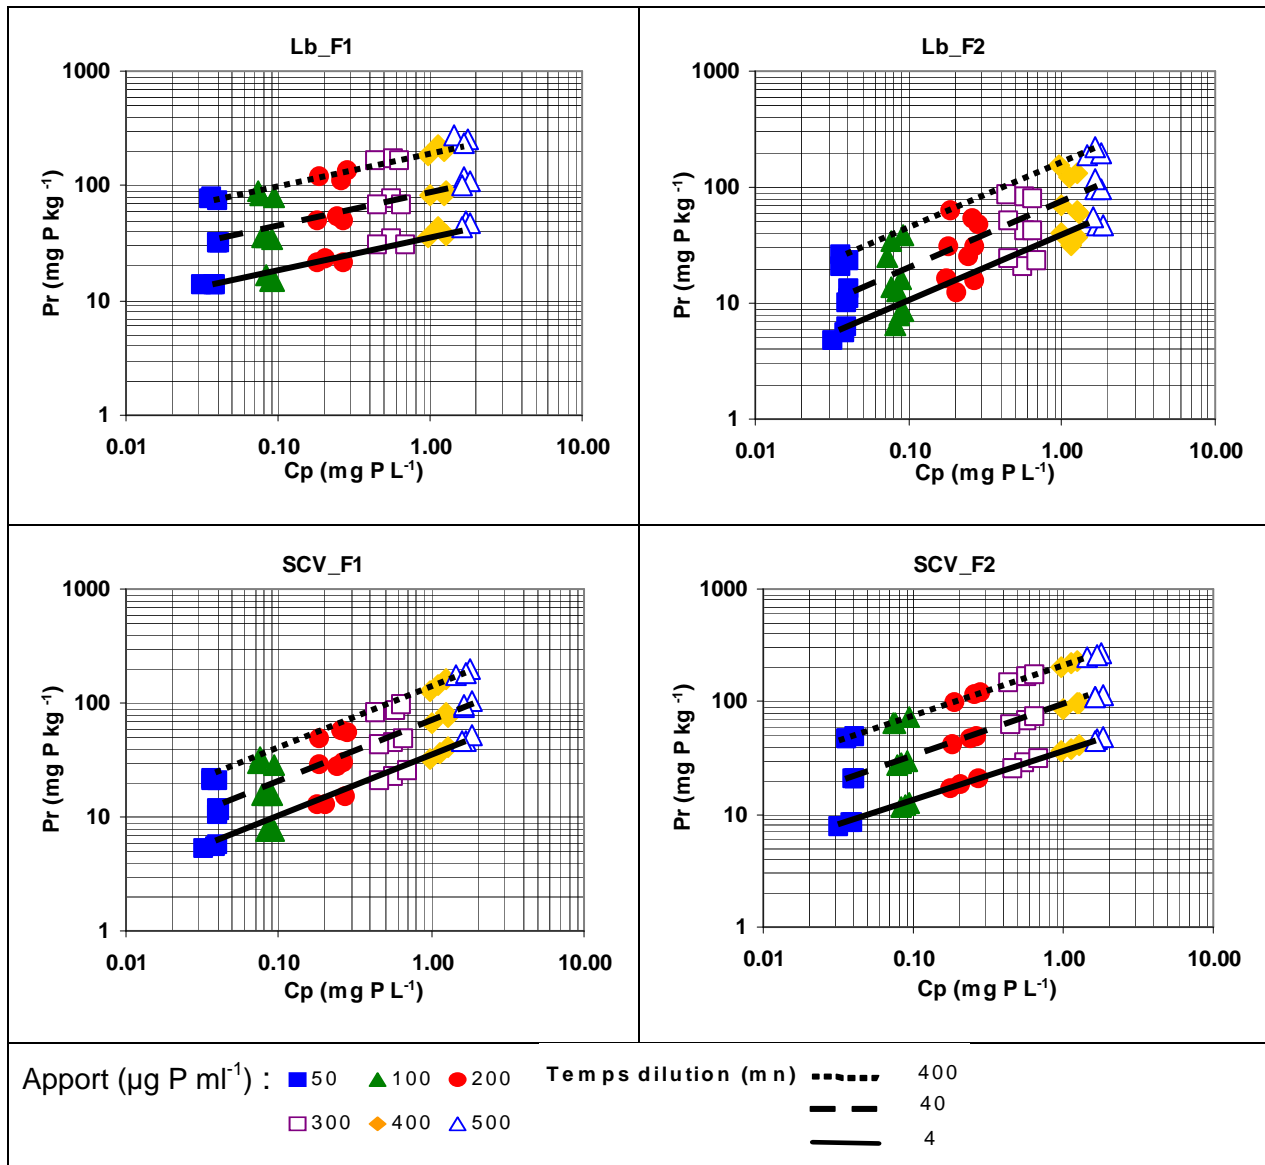 Lb_F1
1000
100
10
1
0.01 0.10 1.00 10.00
Pr (mg P kg⁻¹)
Cp (mg P L⁻¹)
Lb_F2
1000
100
10
1
0.01 0.10 1.00 10.00
Pr (mg P kg⁻¹)
Cp (mg P L⁻¹)
SCV_F1
1000
100
10
1
0.01 0.10 1.00 10.00
Pr (mg P kg⁻¹)
Cp (mg P L⁻¹)
SCV_F2
1000
100
10
1
0.01 0.10 1.00 10.00
Pr (mg P kg⁻¹)
Cp (mg P L⁻¹)
Apport (µg P ml⁻¹) : 50 100 200
300 400 500
Temps dilution (mn) 400
40
4